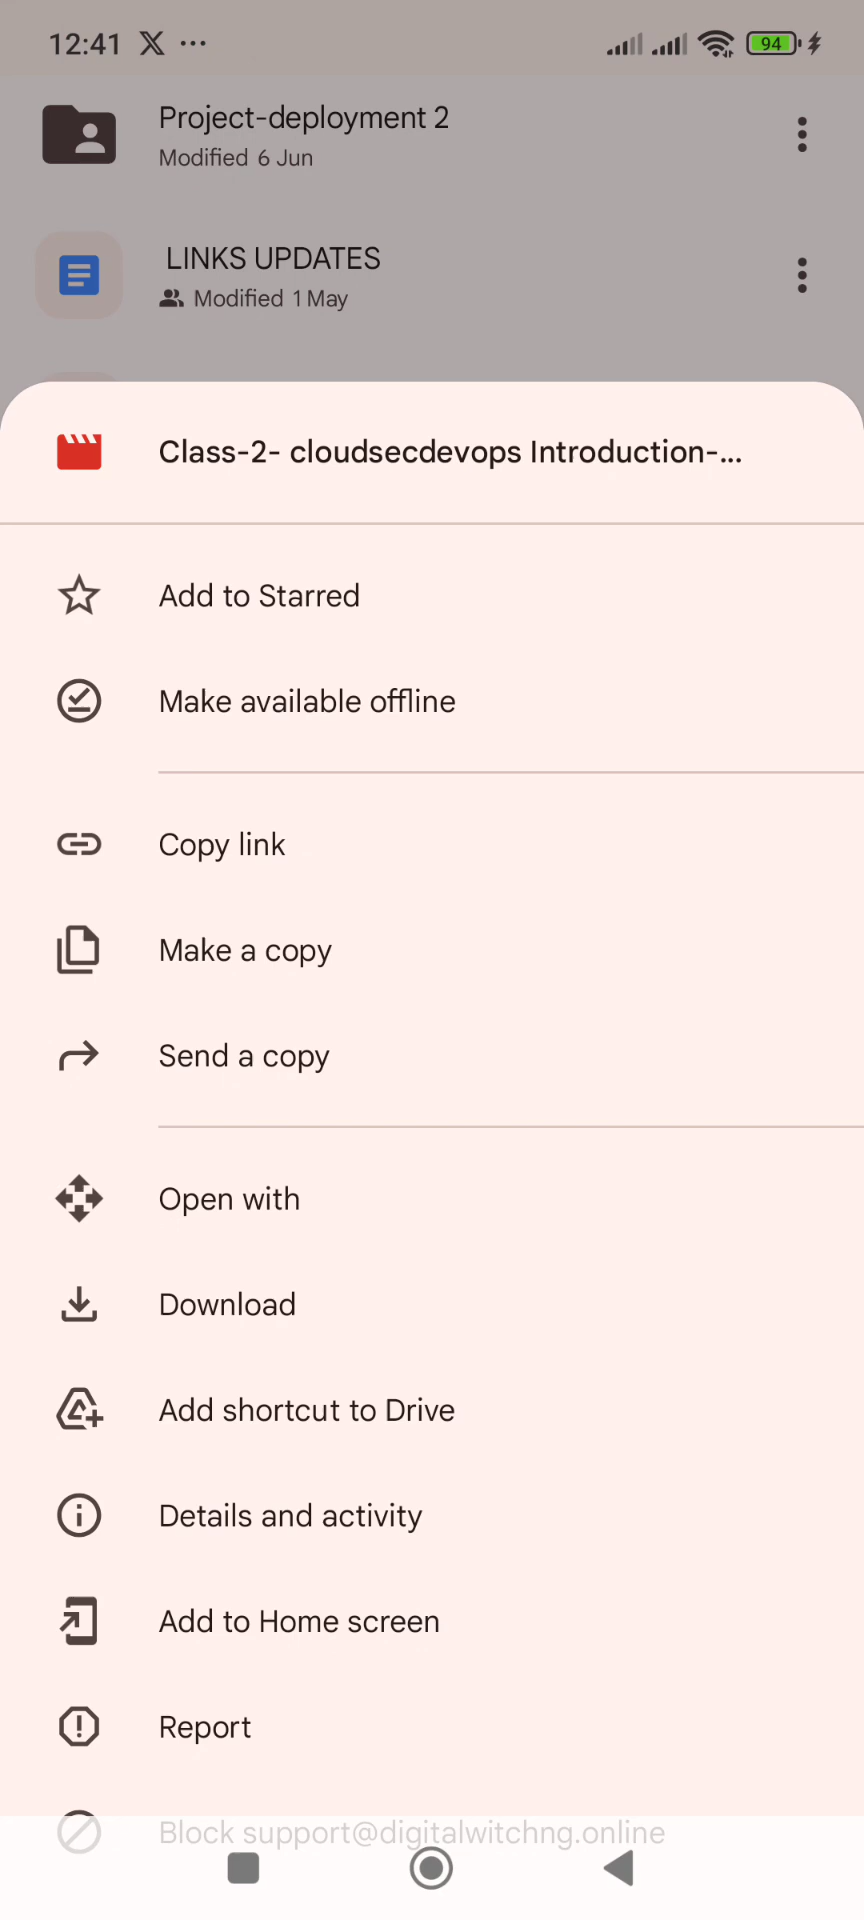 12:41
94
Project-deployment 2
Modified 6 Jun
LINKS UPDATES
Modified 1 May
Class-2- cloudsecdevops Introduction-...
Add to Starred
Make available offline
Copy link
Make a copy
Send a copy
Open with
Download
Add shortcut to Drive
Details and activity
Add to Home screen
Report
Block support@digitalwitchng.online